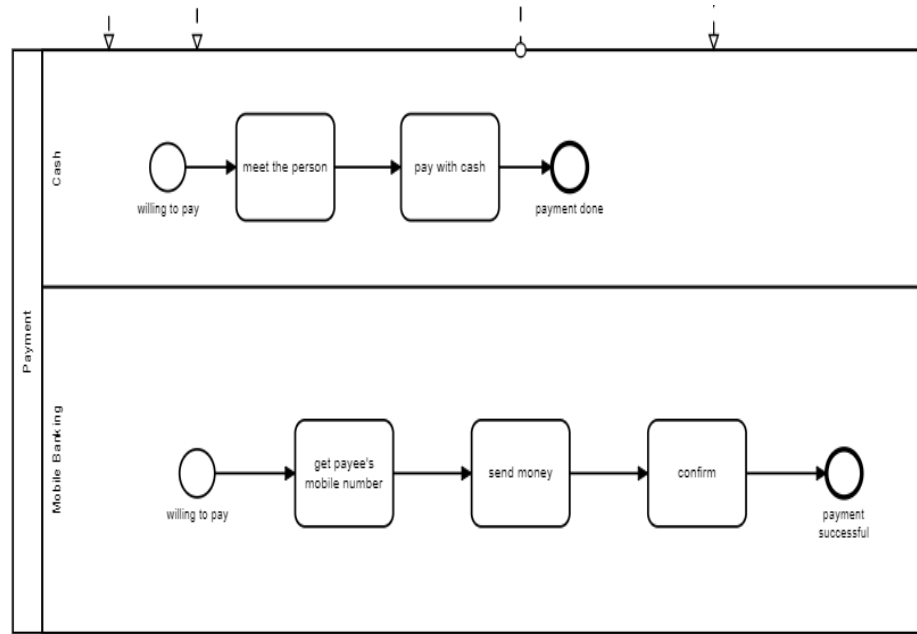 Payment
Cash
meet the person
pay with cash
willing to pay
payment done
Mobile Banking
get payee's
mobile number
send money
confirm
willing to pay
payment
successful